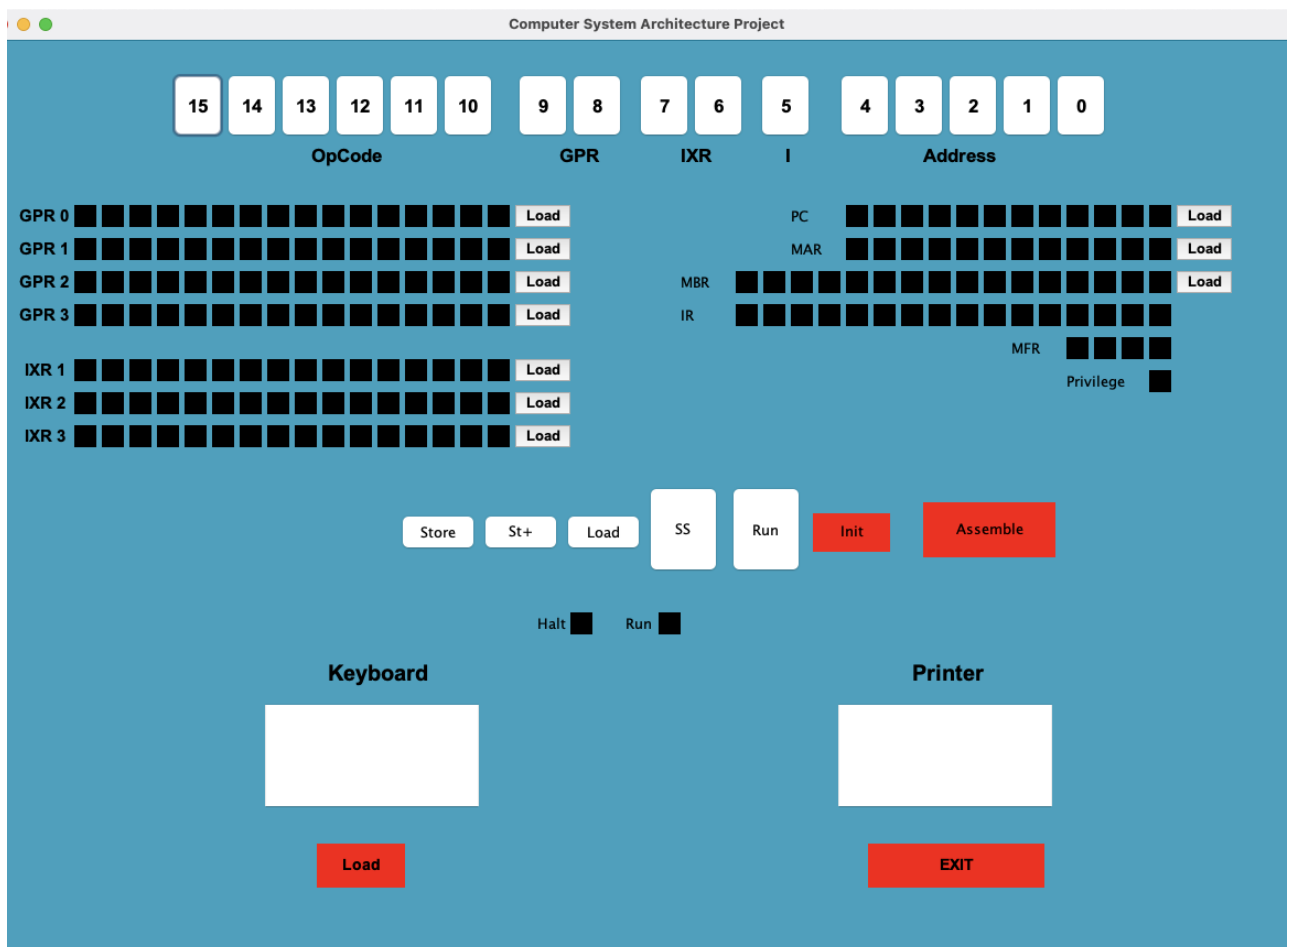 Computer System Architecture Project
15 14 13 12 11 10 9 8 7 6 5 4 3 2 1 0
OpCode GPR IXR I Address
GPR 0 Load PC Load
GPR 1 Load MAR Load
GPR 2 Load MBR Load
GPR 3 Load IR
MFR
IXR 1 Load
Privilege
IXR 2 Load
IXR 3 Load
Store St+ Load SS Run Init Assemble
Halt Run
Keyboard Printer
Load EXIT